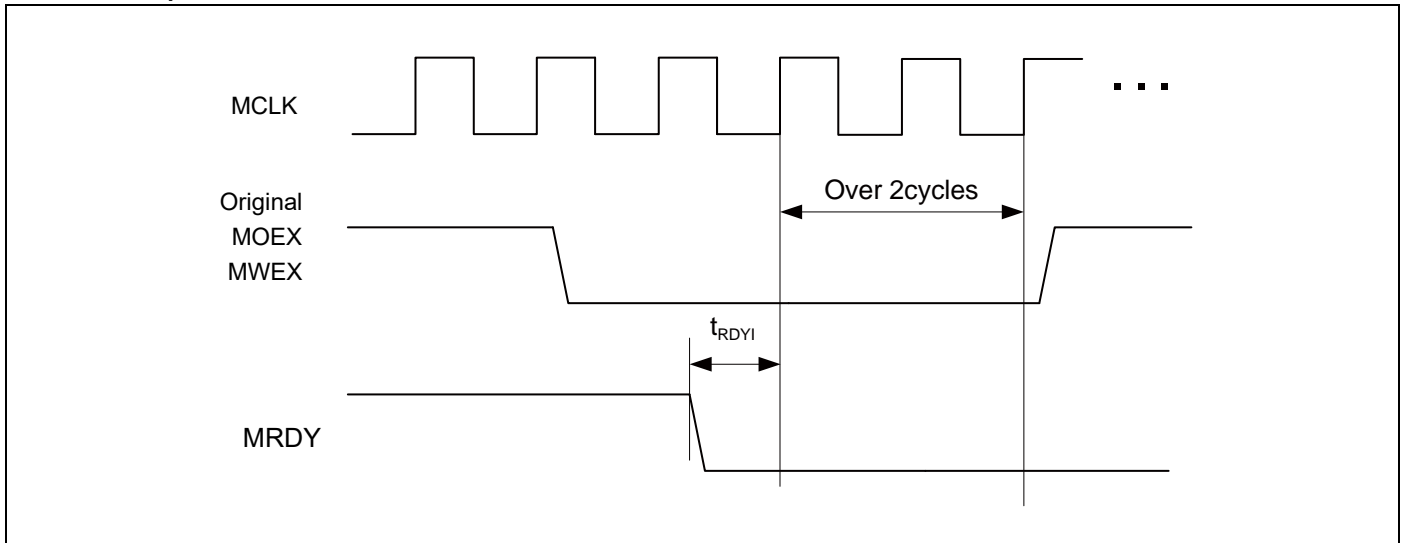 MCLK
Original
MOEX
MWEX
Over 2cycles
tRDYI
MRDY